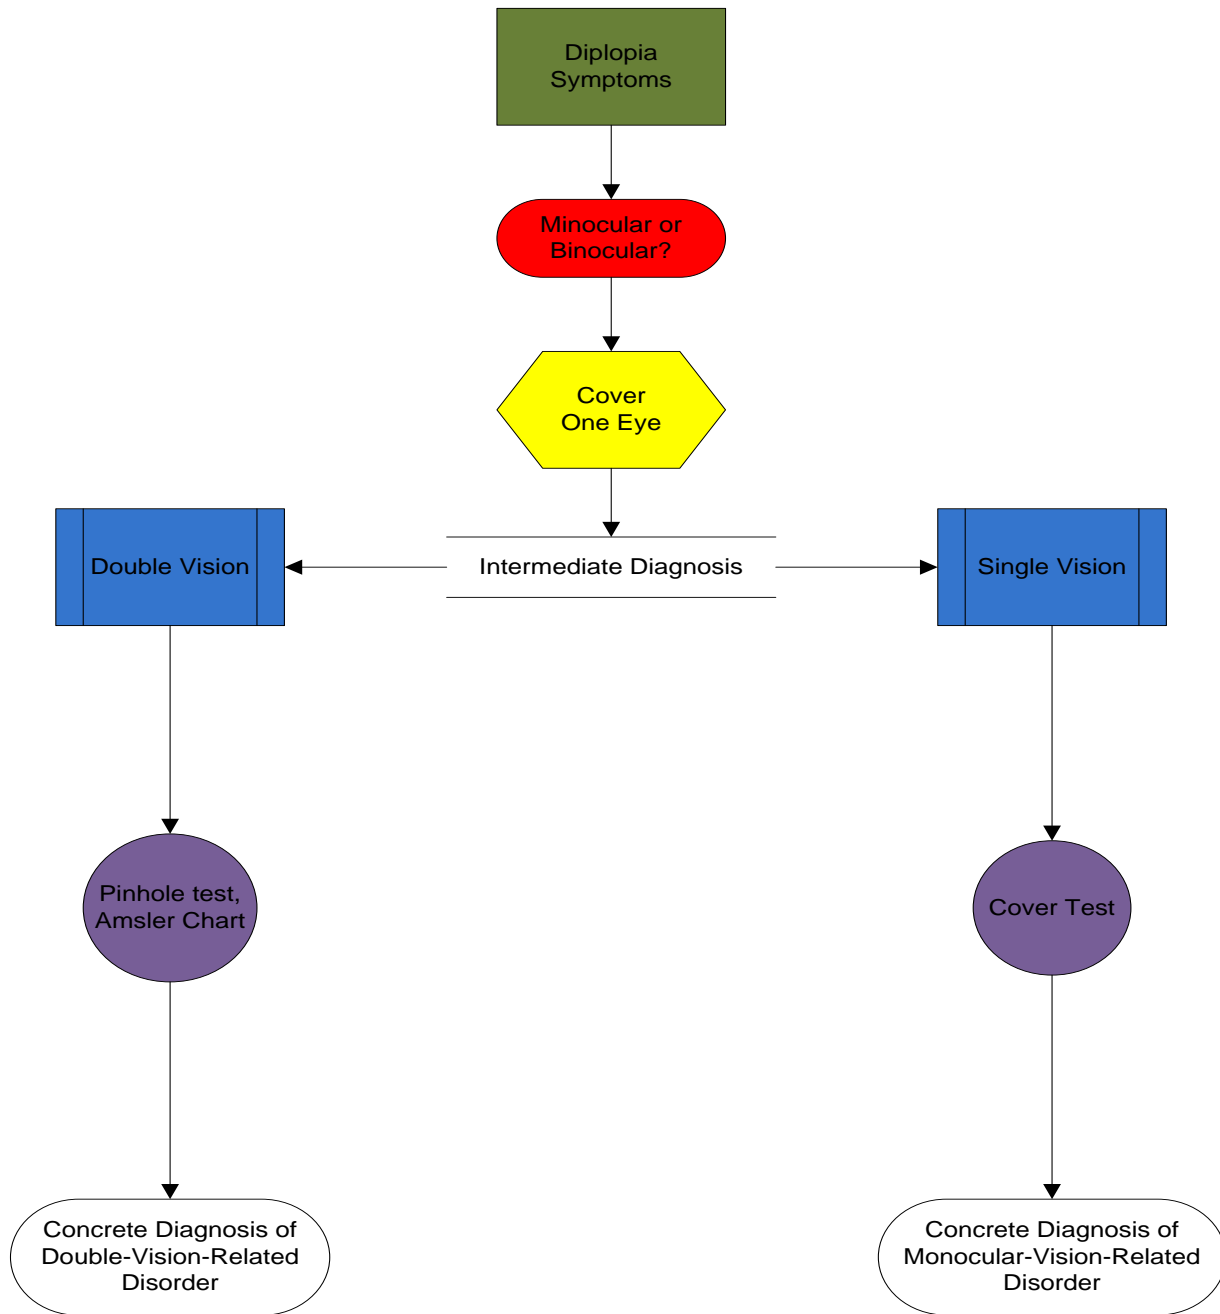 Diplopia
Symptoms
Minocular or
Binocular?
Cover
One Eye
Double Vision
Intermediate Diagnosis
Single Vision
Pinhole test,
Amsler Chart
Cover Test
Concrete Diagnosis of
Double-Vision-Related
Disorder
Concrete Diagnosis of
Monocular-Vision-Related
Disorder